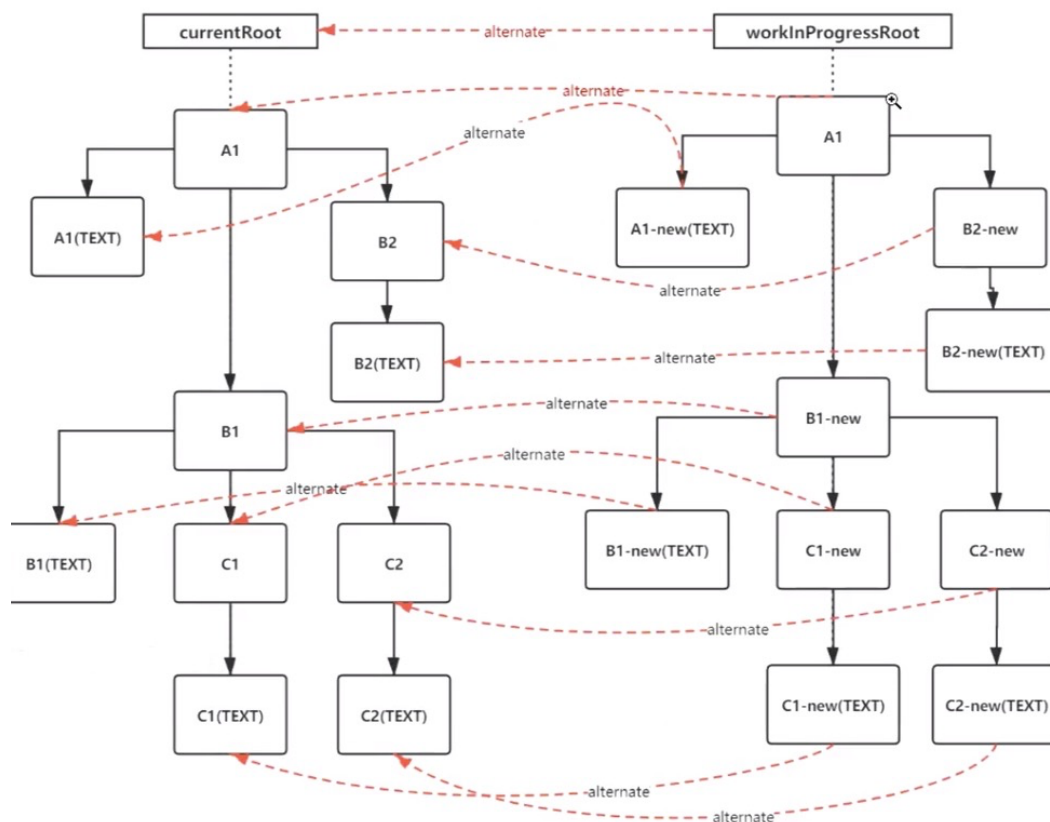 currentRoot
alternate
workInProgressRoot
alternate
alternate
A1
A1
A1(TEXT)
B2
A1-new(TEXT)
B2-new
alternate
B2(TEXT)
alternate
B2-new(TEXT)
alternate
B1
B1-new
alternate
alternate
B1(TEXT)
C1
C2
B1-new(TEXT)
C1-new
C2-new
alternate
C1(TEXT)
C2(TEXT)
C1-new(TEXT)
C2-new(TEXT)
alternate
alternate